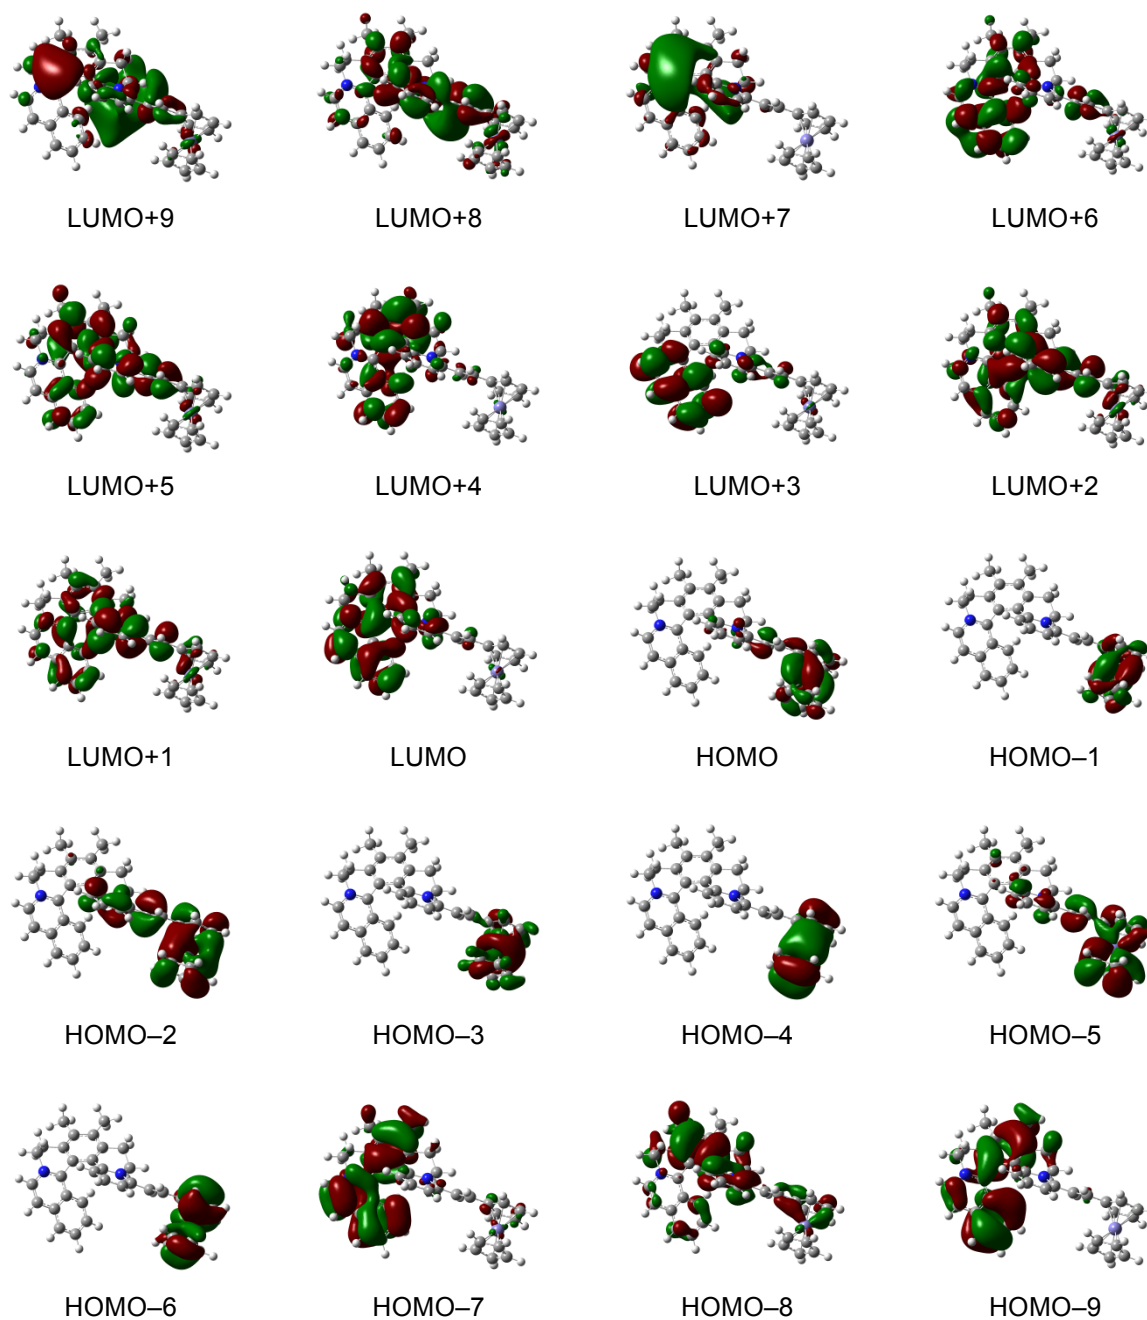 LUMO+9 LUMO+8 LUMO+7 LUMO+6
LUMO+5 LUMO+4 LUMO+3 LUMO+2
LUMO+1 LUMO HOMO HOMO–1
HOMO–2 HOMO–3 HOMO–4 HOMO–5
HOMO–6 HOMO–7 HOMO–8 HOMO–9